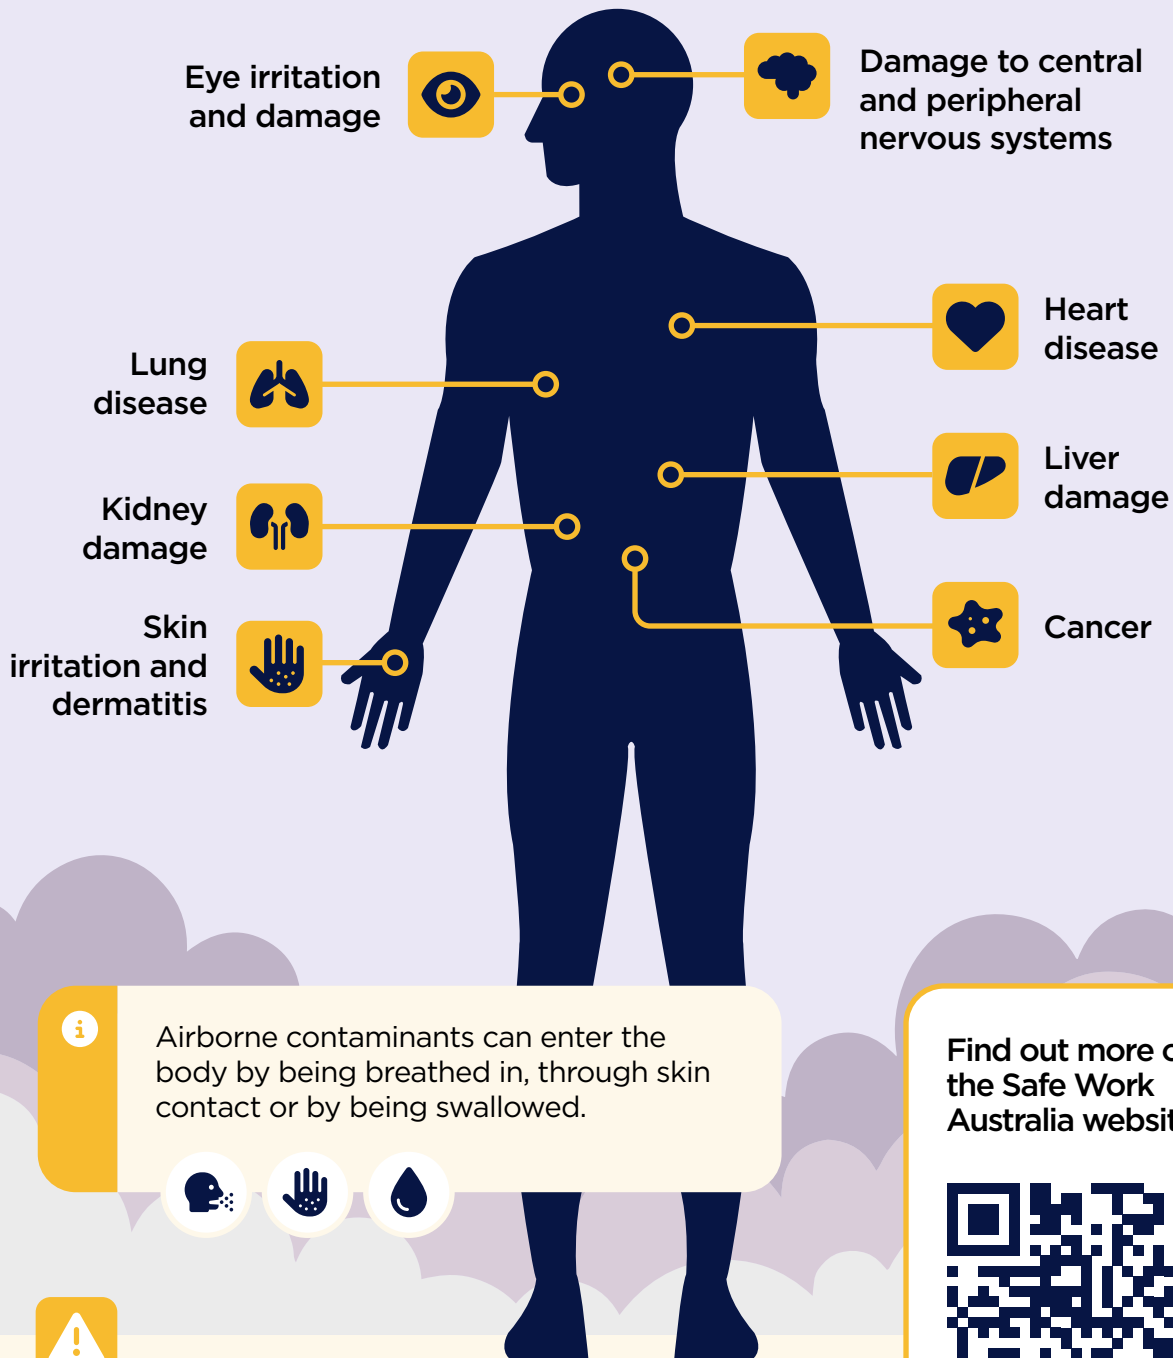 Eye irritation
and damage
Damage to central
and peripheral
nervous systems
Heart
disease
Lung
disease
Liver
damage
Kidney
damage
Skin
irritation and
dermatitis
Cancer
Airborne contaminants can enter the
body by being breathed in, through skin
contact or by being swallowed.
Find out more
the Safe Work
Australia